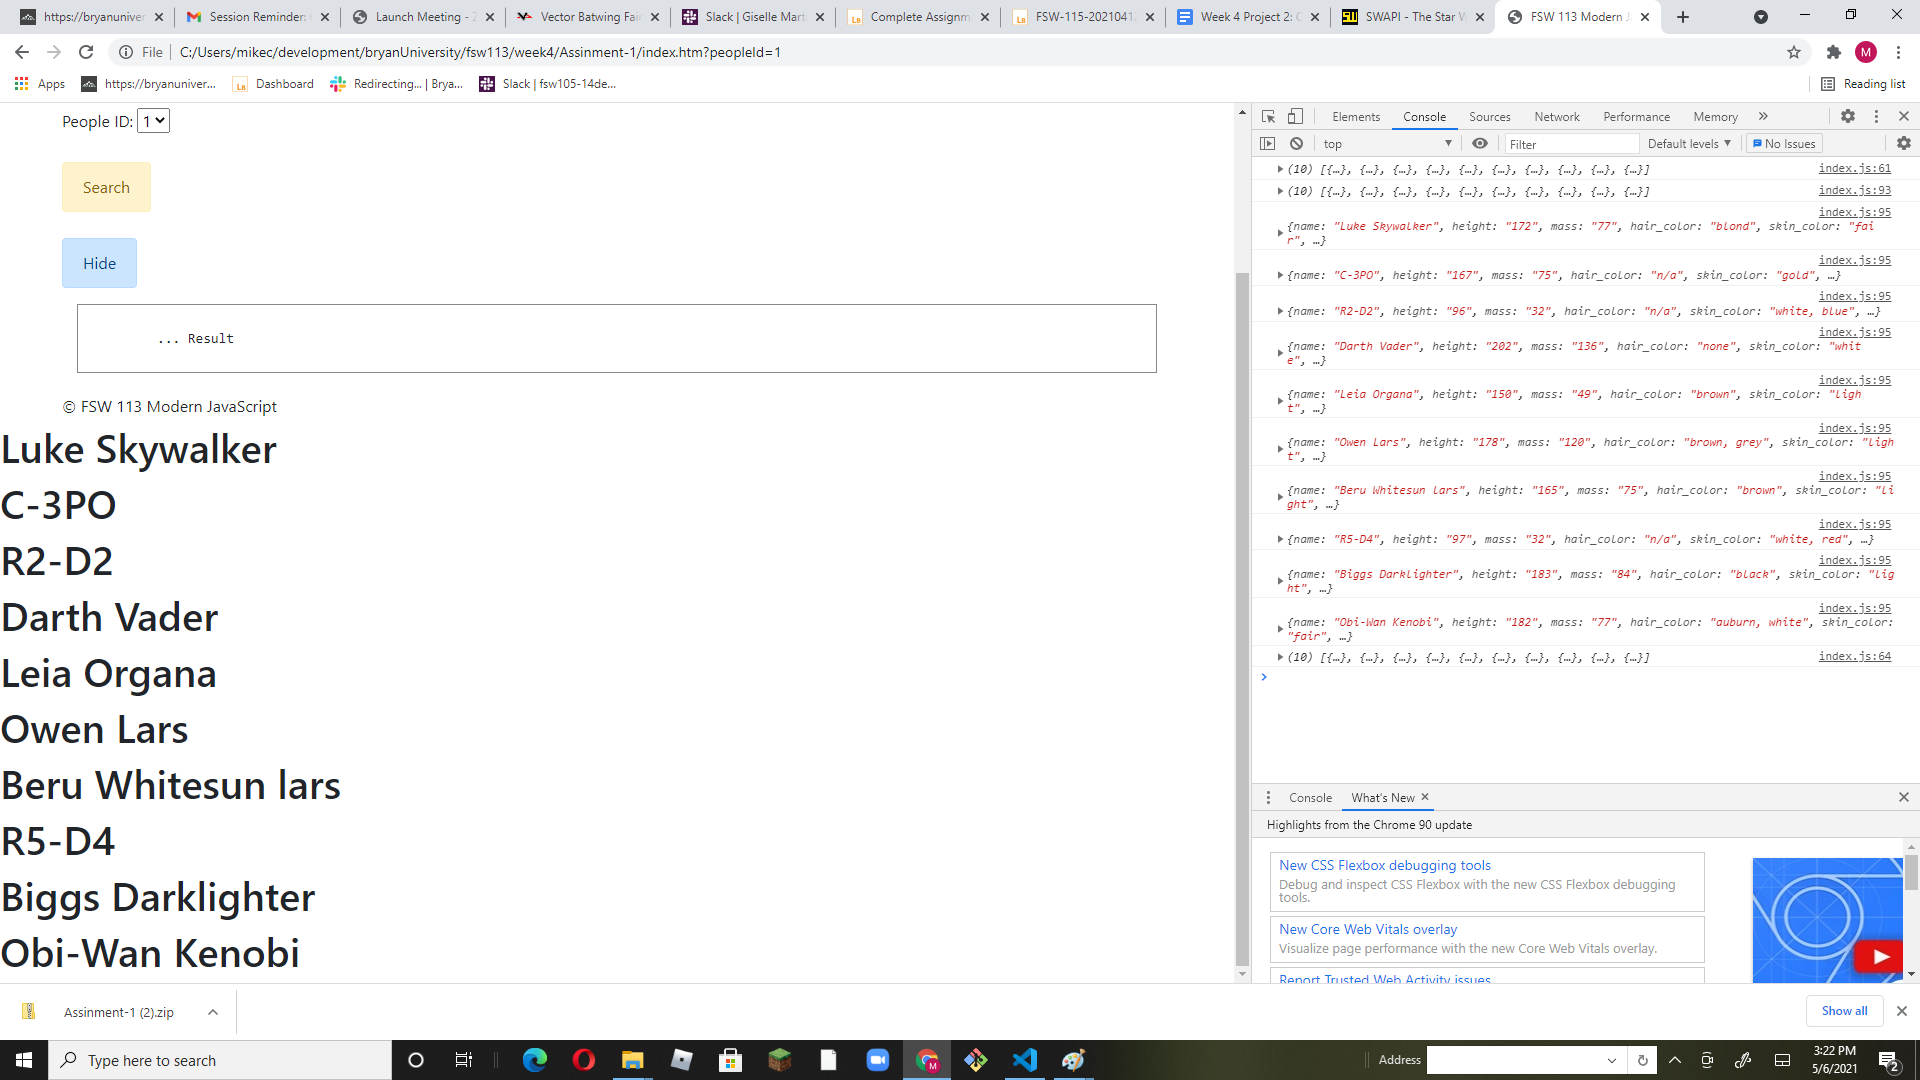 https://bryanuniver
Session Reminder:
Launch Meeting - Z
Vector Batwing Fai
Slack | Giselle Mart
Complete Assignm
FSW-115-2021041
Week 4 Project 2: C
SWAPI - The Star W
FSW 113 Modern J
File
C:/Users/mikec/development/bryanUniversity/fsw113/week4/Assinment-1/index.htm?peopleId=1
M
Apps
https://bryanuniver...
Dashboard
Redirecting... | Brya...
Slack | fsw105-14de...
Reading list
People ID: 1
Search
Hide
... Result
© FSW 113 Modern JavaScript
Luke Skywalker
C-3PO
R2-D2
Darth Vader
Leia Organa
Owen Lars
Beru Whitesun lars
R5-D4
Biggs Darklighter
Obi-Wan Kenobi
Elements Console Sources Network Performance Memory »
top Filter Default levels No Issues
(10) [{…}, {…}, {…}, {…}, {…}, {…}, {…}, {…}, {…}, {…}] index.js:61
(10) [{…}, {…}, {…}, {…}, {…}, {…}, {…}, {…}, {…}, {…}] index.js:93
index.js:95
{name: "Luke Skywalker", height: "172", mass: "77", hair_color: "blond", skin_color: "fai
r", …}
index.js:95
{name: "C-3PO", height: "167", mass: "75", hair_color: "n/a", skin_color: "gold", …}
index.js:95
{name: "R2-D2", height: "96", mass: "32", hair_color: "n/a", skin_color: "white, blue", …}
index.js:95
{name: "Darth Vader", height: "202", mass: "136", hair_color: "none", skin_color: "whit
e", …}
index.js:95
{name: "Leia Organa", height: "150", mass: "49", hair_color: "brown", skin_color: "ligh
t", …}
index.js:95
{name: "Owen Lars", height: "178", mass: "120", hair_color: "brown, grey", skin_color: "ligh
t", …}
index.js:95
{name: "Beru Whitesun lars", height: "165", mass: "75", hair_color: "brown", skin_color: "li
ght", …}
index.js:95
{name: "R5-D4", height: "97", mass: "32", hair_color: "n/a", skin_color: "white, red", …}
index.js:95
{name: "Biggs Darklighter", height: "183", mass: "84", hair_color: "black", skin_color: "lig
ht", …}
index.js:95
{name: "Obi-Wan Kenobi", height: "182", mass: "77", hair_color: "auburn, white", skin_color:
"fair", …}
(10) [{…}, {…}, {…}, {…}, {…}, {…}, {…}, {…}, {…}, {…}] index.js:64
Console What's New
Highlights from the Chrome 90 update
New CSS Flexbox debugging tools
Debug and inspect CSS Flexbox with the new CSS Flexbox debugging
tools.
New Core Web Vitals overlay
Visualize page performance with the new Core Web Vitals overlay.
Report Trusted Web Activity issues
Assinment-1 (2).zip
Show all
Type here to search
Address
3:22 PM
5/6/2021
2